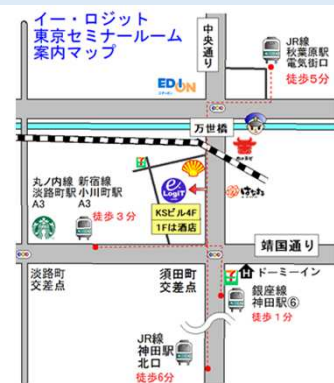 イー・ロジット
東京セミナールーム
案内マップ
中央通り
JR線
秋葉原駅
電気街口
徒歩5分
EDION
万世橋
丸ノ内線
淡路町駅
A3
新宿線
小川町駅
A3
徒歩3分
e-LogiT
KSビル4F
1Fは酒店
靖国通り
淡路町
交差点
須田町
交差点
ドーミーイン
銀座線
神田駅⑥
徒歩1分
JR線
神田駅
北口
徒歩6分